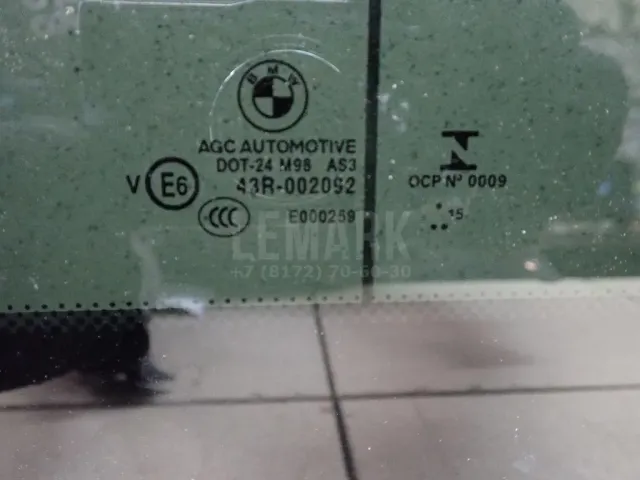 BMW
AGC AUTOMOTIVE
DOT-24 M98 AS3
V E6 43R-002092
CCC E000259
OCP Nº 0009
15
LEMARK
+7 (8172) 70-60-30